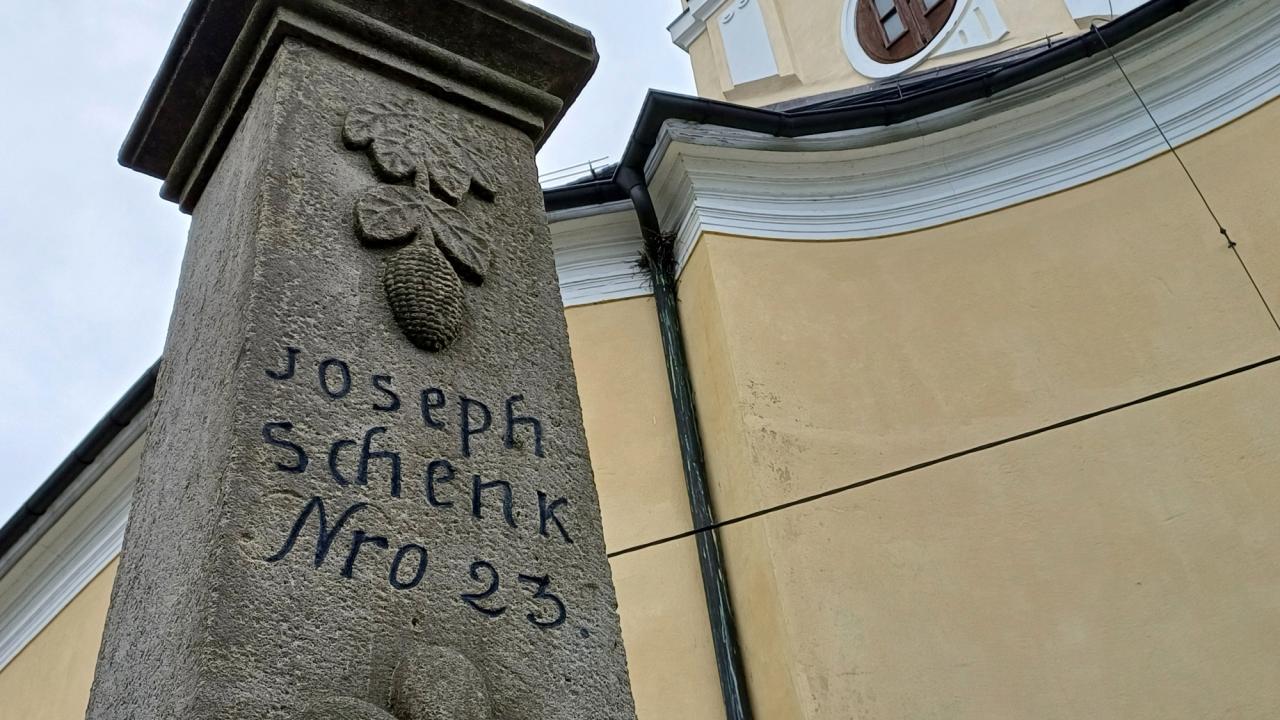 Joseph
Schenk
Nro 23.